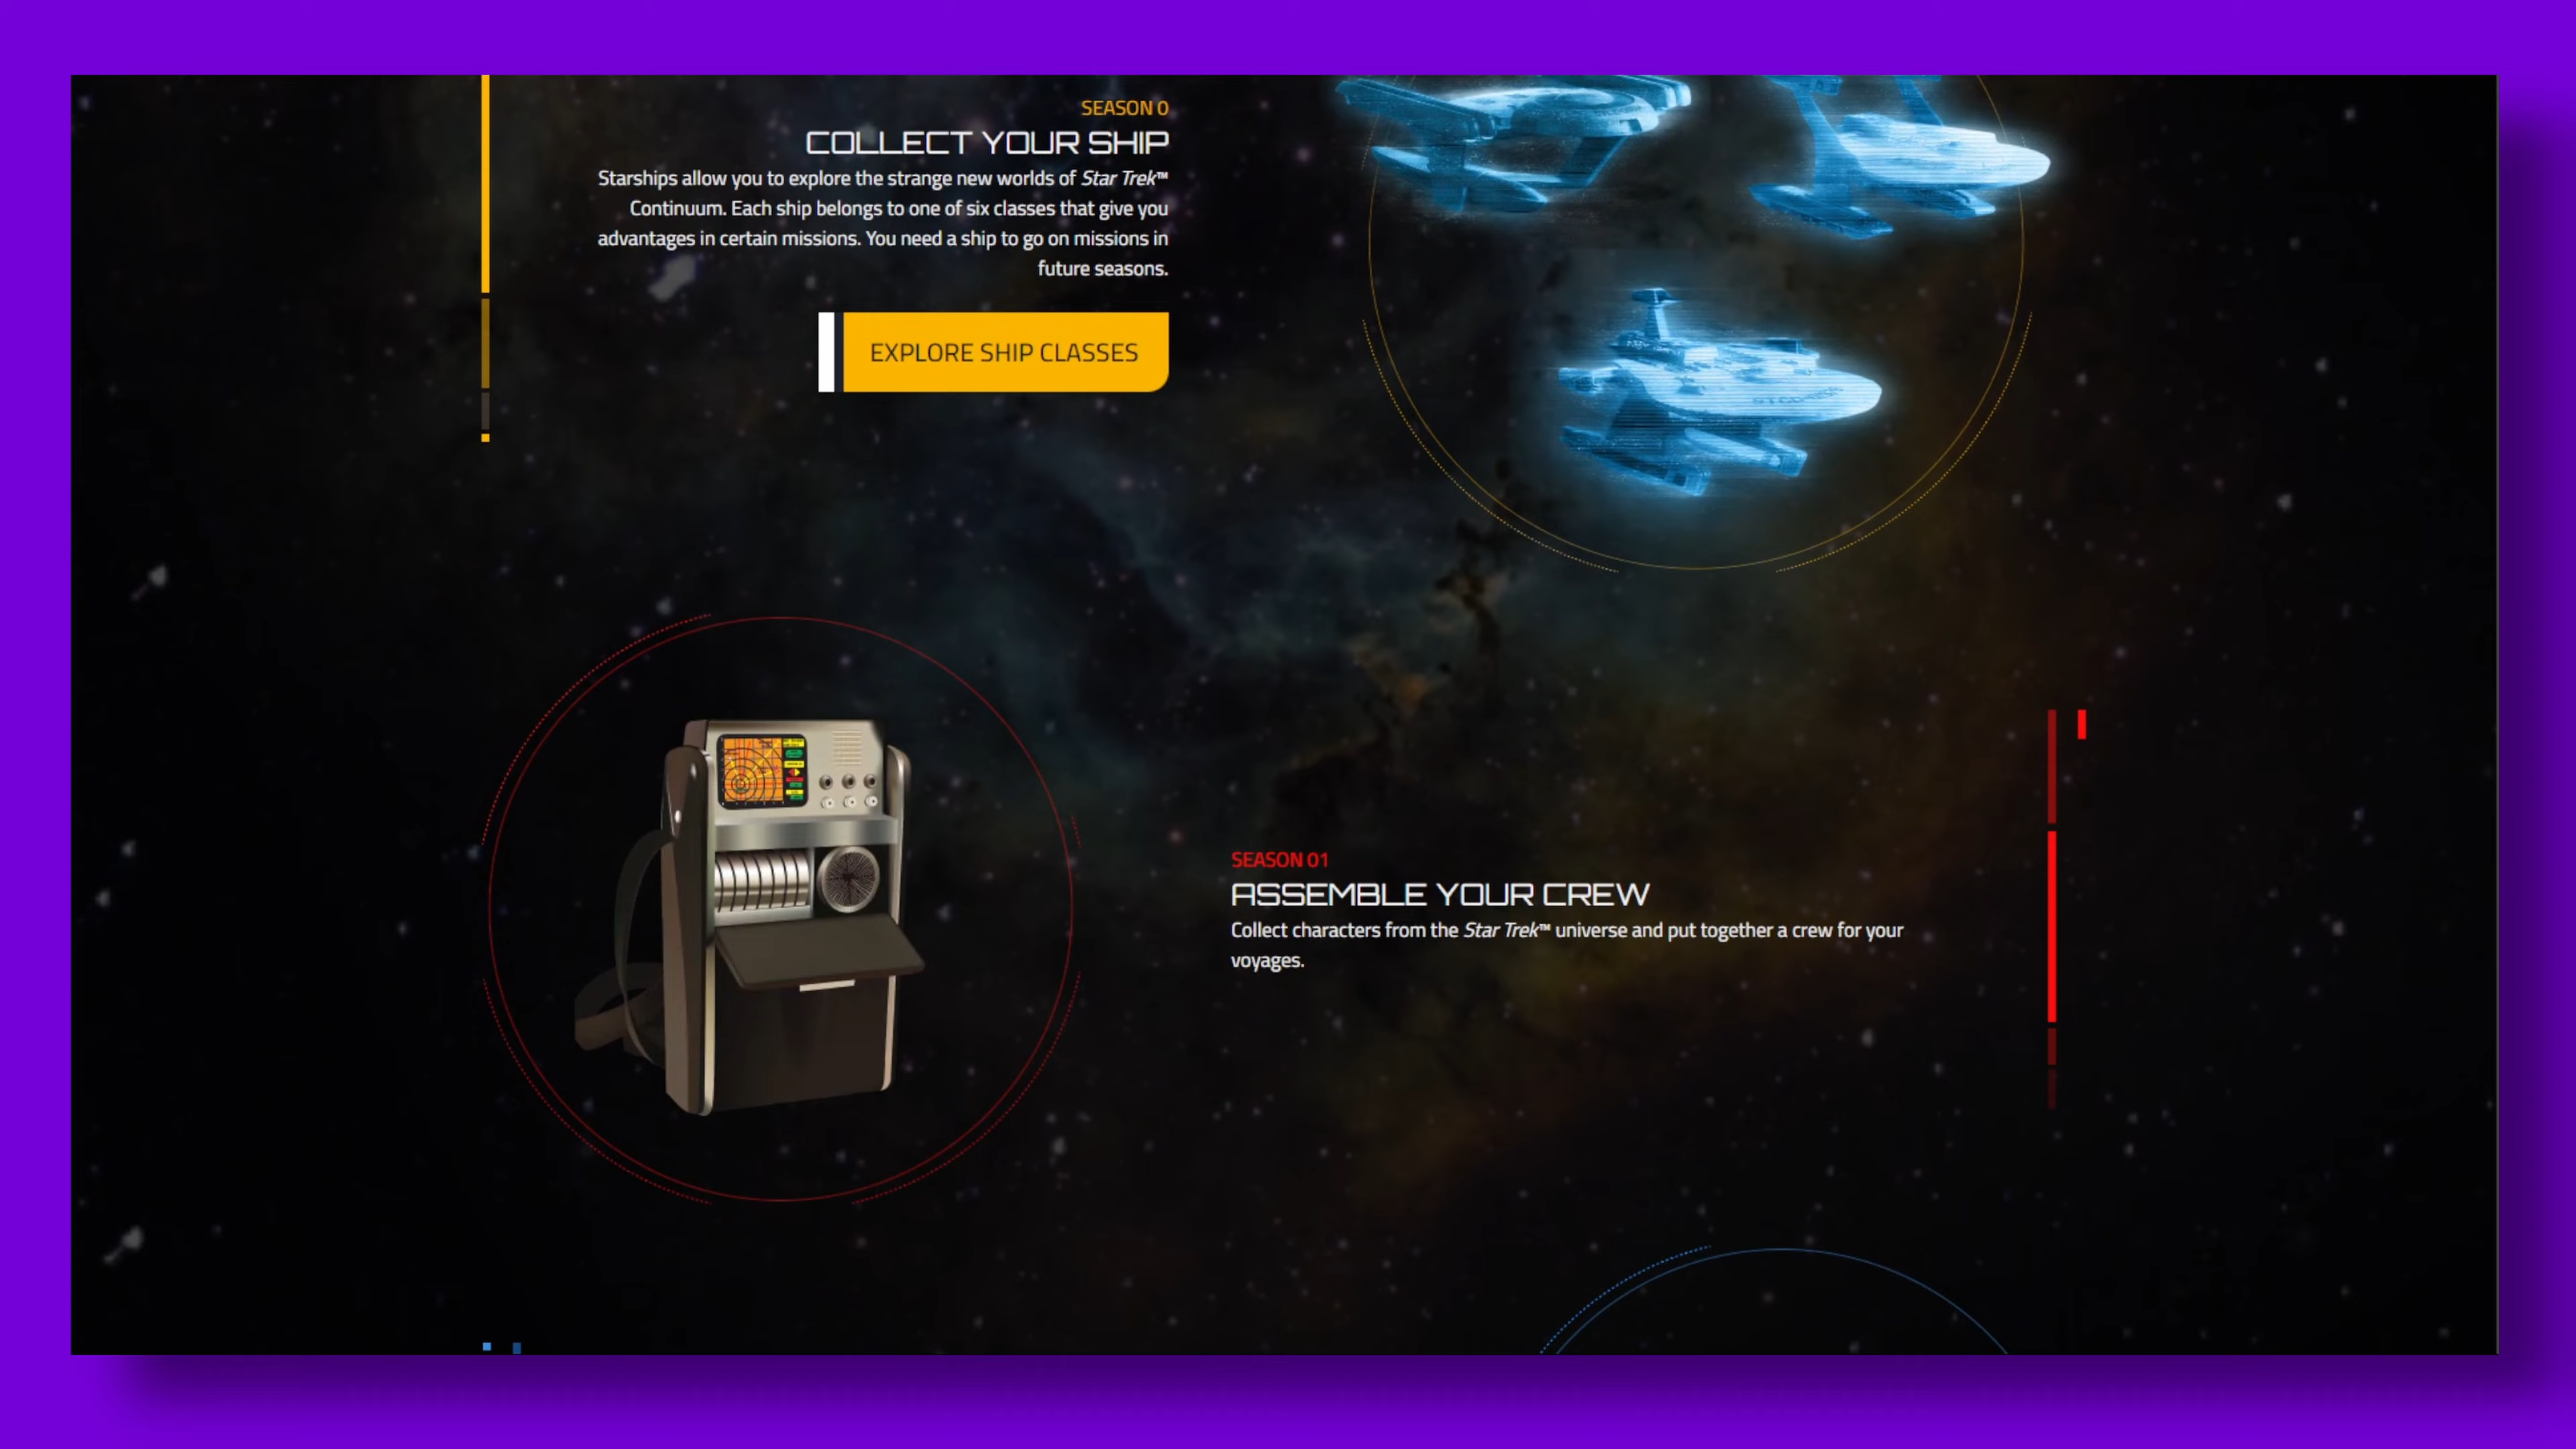 SEASON 0
COLLECT YOUR SHIP
Starships allow you to explore the strange new worlds of Star Trek™
Continuum. Each ship belongs to one of six classes that give you
advantages in certain missions. You need a ship to go on missions in
future seasons.
EXPLORE SHIP CLASSES
SEASON 01
ASSEMBLE YOUR CREW
Collect characters from the Star Trek™ universe and put together a crew for your
voyages.